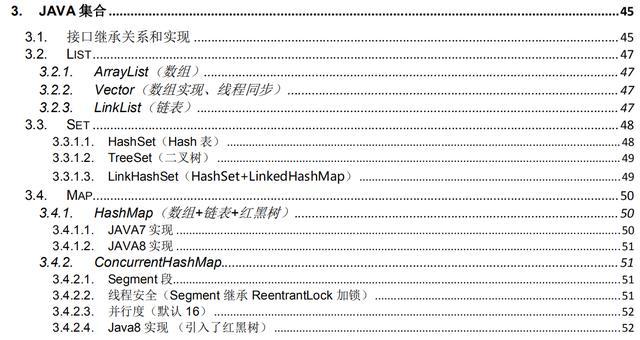 3. JAVA 集合..........45
3.1. 接口继承关系和实现..........45
3.2. LIST..........47
3.2.1. ArrayList（数组）..........47
3.2.2. Vector（数组实现、线程同步）..........47
3.2.3. LinkList（链表）..........47
3.3. SET..........48
3.3.1.1. HashSet（Hash 表）..........48
3.3.1.2. TreeSet（二叉树）..........49
3.3.1.3. LinkHashSet（HashSet+LinkedHashMap）..........49
3.4. MAP..........50
3.4.1. HashMap（数组+链表+红黑树）..........50
3.4.1.1. JAVA7 实现..........50
3.4.1.2. JAVA8 实现..........51
3.4.2. ConcurrentHashMap..........51
3.4.2.1. Segment 段..........51
3.4.2.2. 线程安全（Segment 继承 ReentrantLock 加锁）..........51
3.4.2.3. 并行度（默认 16）..........52
3.4.2.4. Java8 实现 （引入了红黑树）..........52